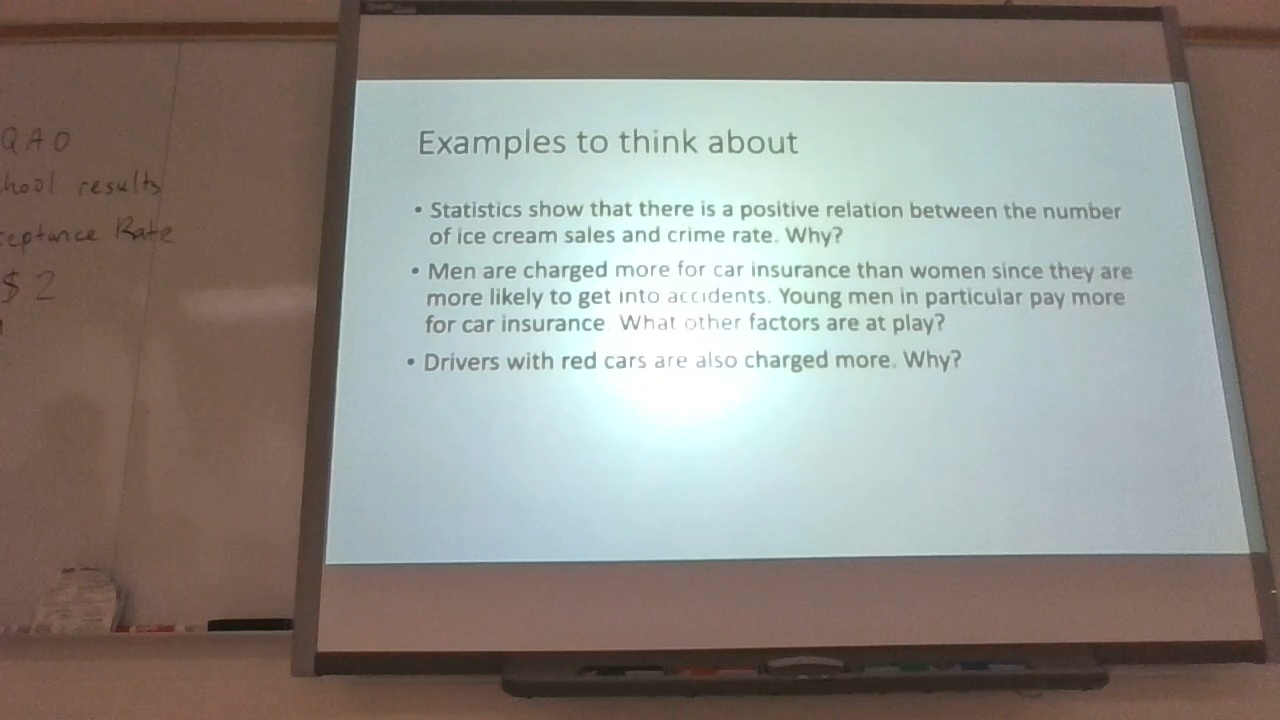 QAO
results
Rate
$2
Examples to think about
• Statistics show that there is a positive relation between the number
of ice cream sales and crime rate. Why?
• Men are charged more for car insurance than women since they are
more likely to get into accidents. Young men in particular pay more
for car insurance. What other factors are at play?
• Drivers with red cars are also charged more. Why?